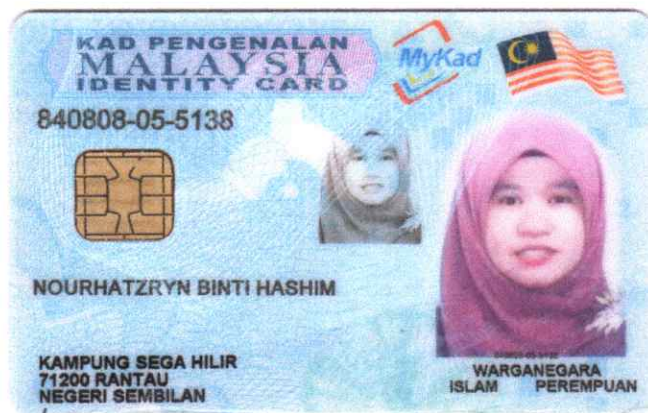 KAD PENGENALAN
MALAYSIA
IDENTITY CARD
MyKad
840808-05-5138
NOURHATZRYN BINTI HASHIM
KAMPUNG SEGA HILIR
71200 RANTAU
NEGERI SEMBILAN
WARGANEGARA
ISLAM PEREMPUAN